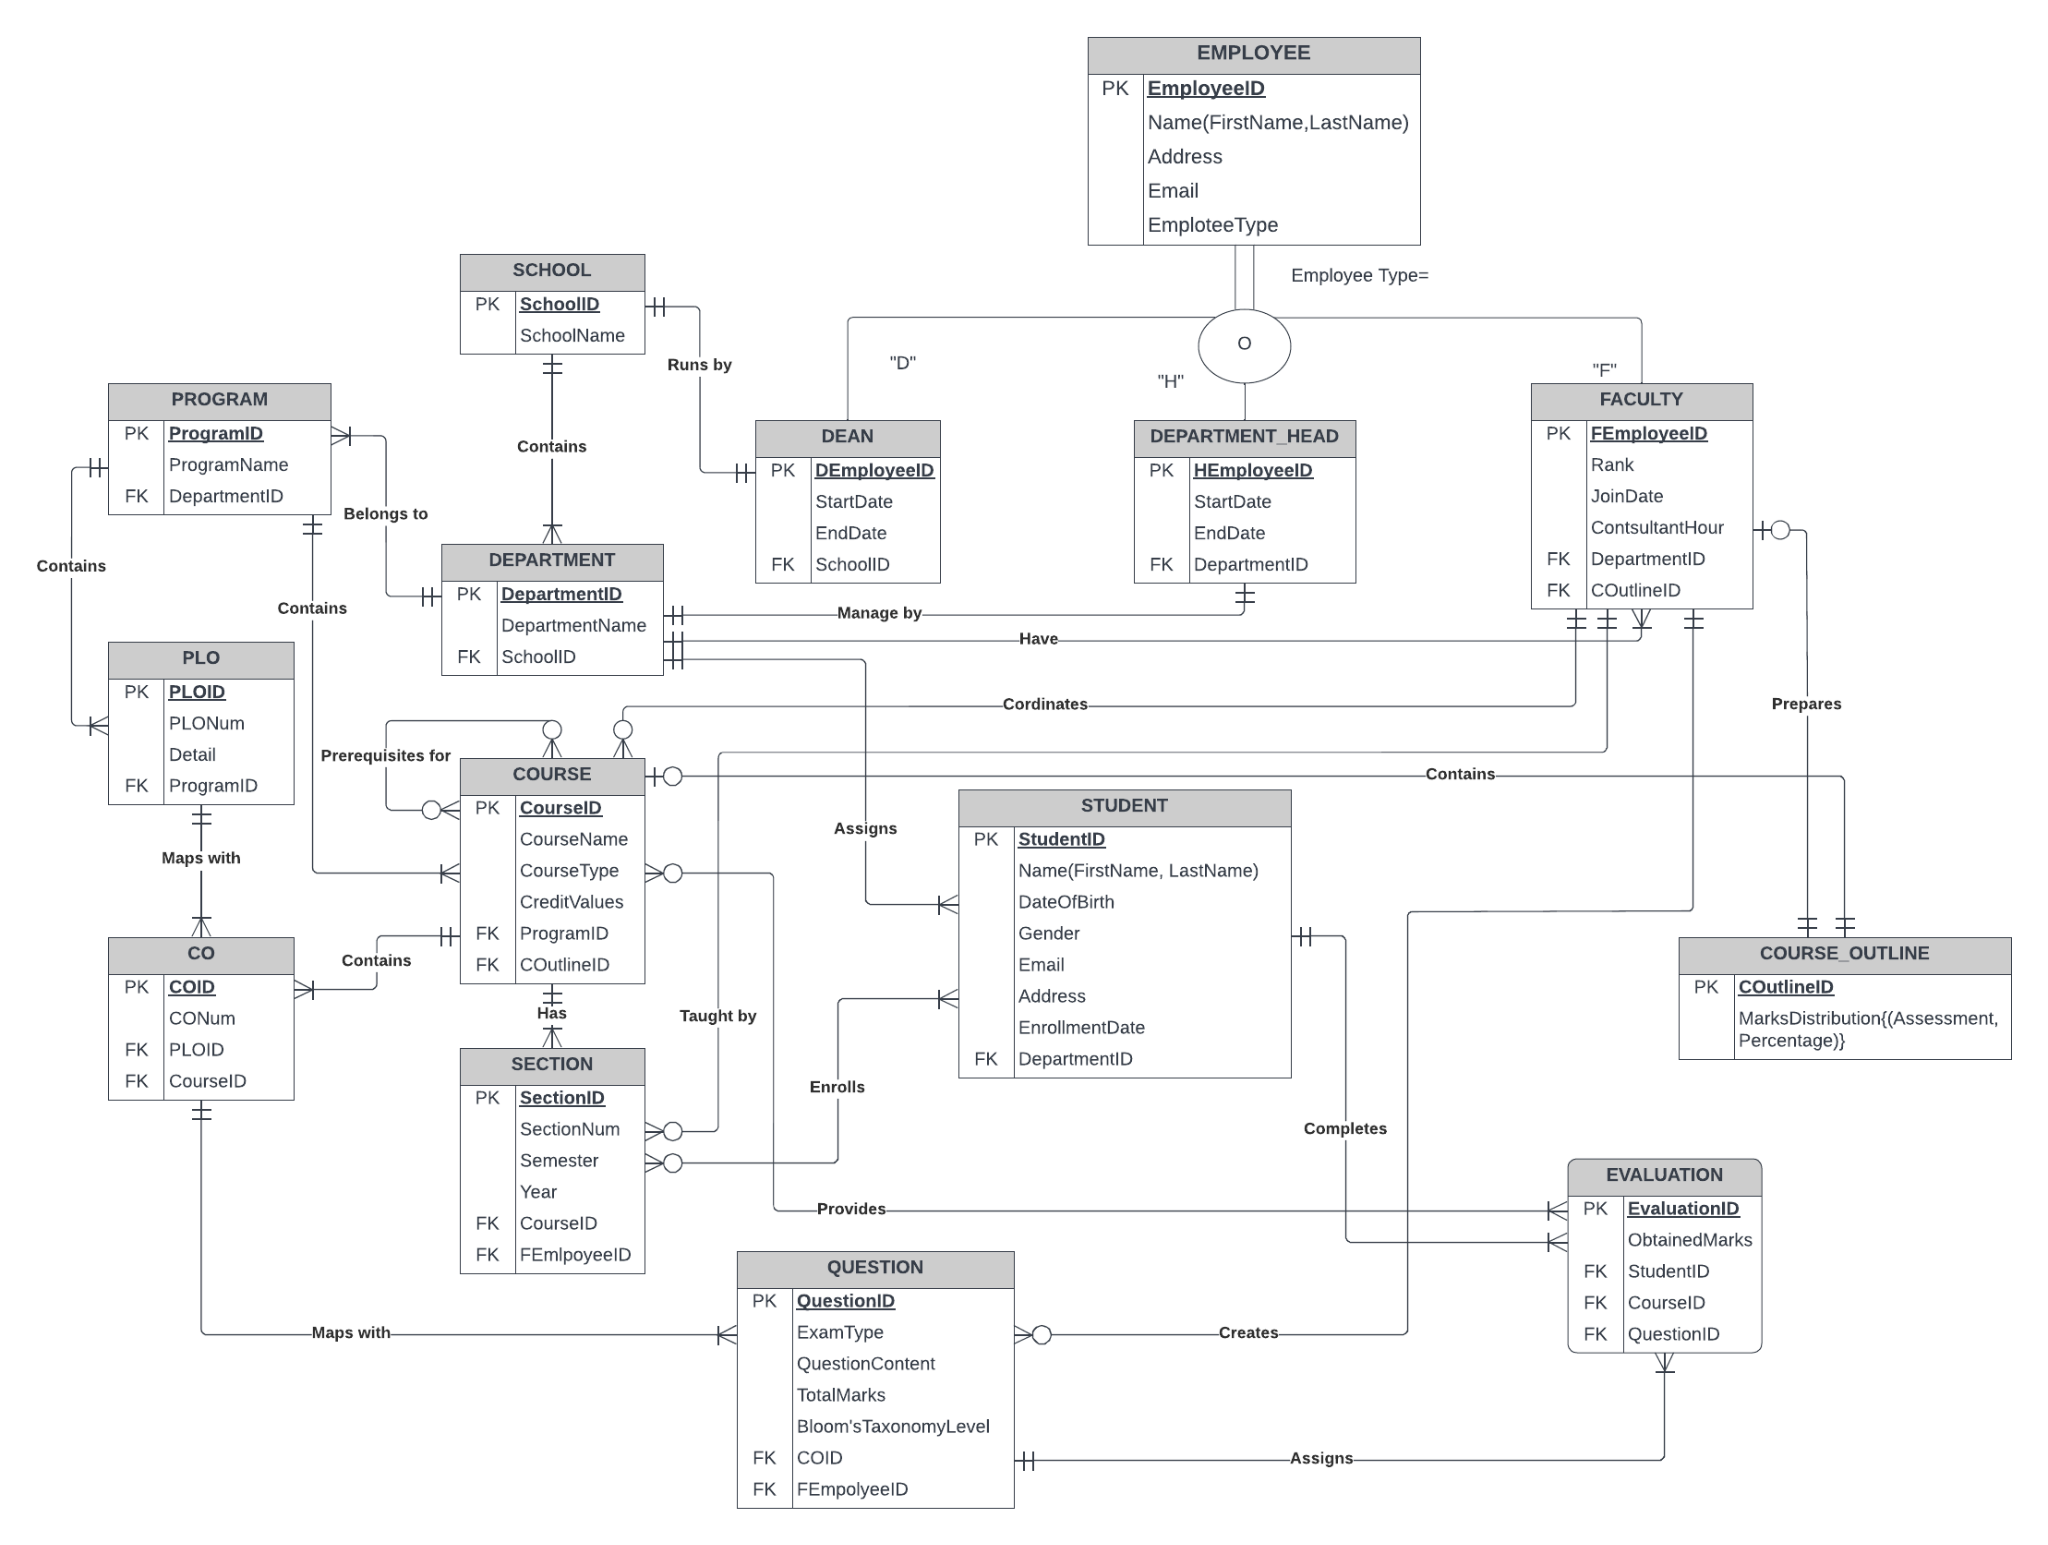 EMPLOYEE
PK EmployeeID
Name(FirstName,LastName)
Address
Email
EmploteeType
Employee Type=
O
"D"
"H"
"F"
SCHOOL
PK SchoolID
SchoolName
Runs by
Contains
PROGRAM
PK ProgramID
ProgramName
FK DepartmentID
Belongs to
Contains
Contains
DEAN
PK DEmployeeID
StartDate
EndDate
FK SchoolID
DEPARTMENT_HEAD
PK HEmployeeID
StartDate
EndDate
FK DepartmentID
FACULTY
PK FEmployeeID
Rank
JoinDate
ContsultantHour
FK DepartmentID
FK COutlineID
DEPARTMENT
PK DepartmentID
DepartmentName
FK SchoolID
Manage by
Have
Cordinates
Prepares
PLO
PK PLOID
PLONum
Detail
FK ProgramID
Maps with
Prerequisites for
COURSE
PK CourseID
CourseName
CourseType
CreditValues
FK ProgramID
FK COutlineID
Contains
Assigns
STUDENT
PK StudentID
Name(FirstName, LastName)
DateOfBirth
Gender
Email
Address
EnrollmentDate
FK DepartmentID
CO
PK COID
CONum
FK PLOID
FK CourseID
Contains
Has
Taught by
COURSE_OUTLINE
PK COutlineID
MarksDistribution{(Assessment,
Percentage)}
SECTION
PK SectionID
SectionNum
Semester
Year
FK CourseID
FK FEmlpoyeeID
Enrolls
Completes
Provides
EVALUATION
PK EvaluationID
ObtainedMarks
FK StudentID
FK CourseID
FK QuestionID
QUESTION
PK QuestionID
ExamType
QuestionContent
TotalMarks
Bloom'sTaxonomyLevel
FK COID
FK FEmpolyeeID
Maps with
Creates
Assigns